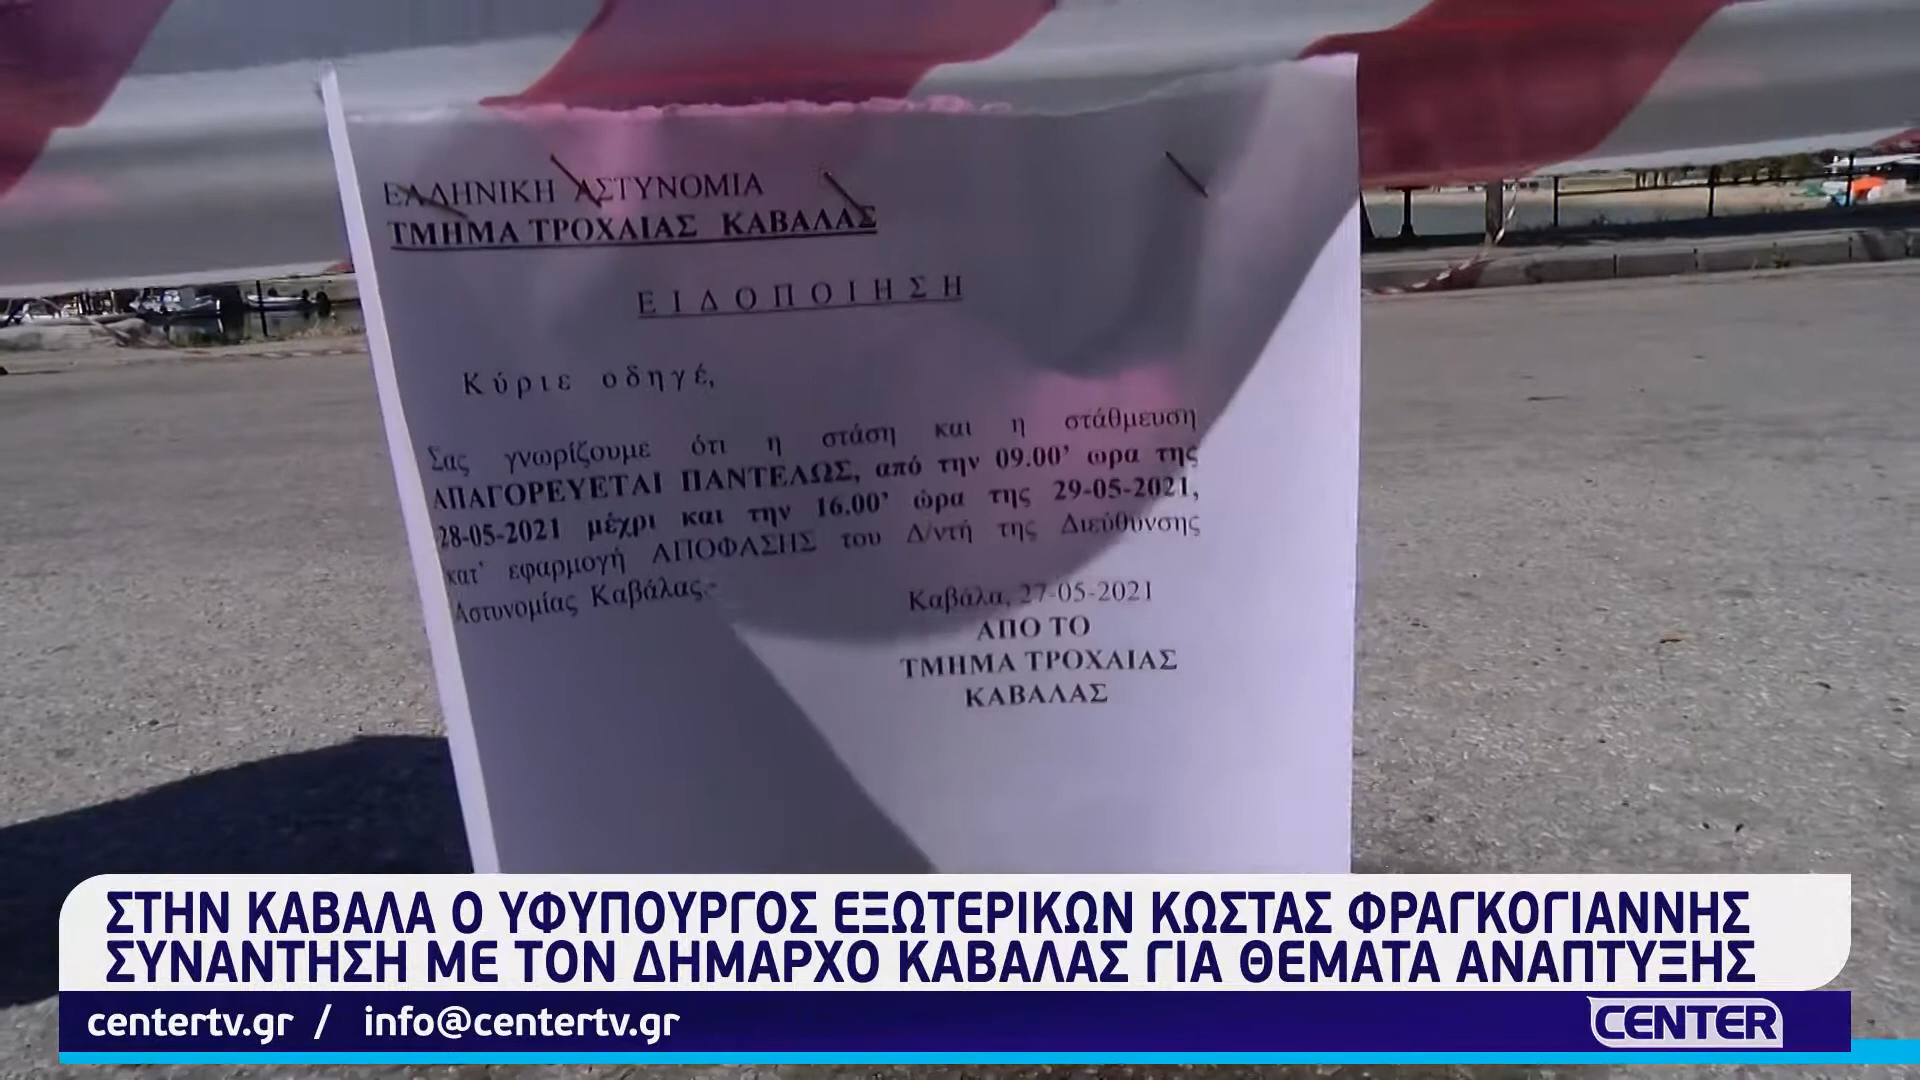 ΕΛΛΗΝΙΚΗ ΑΣΤΥΝΟΜΙΑ
ΤΜΗΜΑ ΤΡΟΧΑΙΑΣ ΚΑΒΑΛΑΣ
ΕΙΔΟΠΟΙΗΣΗ
Κύριε οδηγέ,
Σας γνωρίζουμε ότι η στάση και η στάθμευση
ΑΠΑΓΟΡΕΥΕΤΑΙ ΠΑΝΤΕΛΩΣ, από την 09.00’ ωρα της
28-05-2021 μέχρι και την 16.00’ ώρα της 29-05-2021,
κατ’ εφαρμογή ΑΠΟΦΑΣΗΣ του Δ/ντή της Διεύθυνσης
Αστυνομίας Καβάλας.-
Καβάλα, 27-05-2021
ΑΠΟ ΤΟ
ΤΜΗΜΑ ΤΡΟΧΑΙΑΣ
ΚΑΒΑΛΑΣ
ΣΤΗΝ ΚΑΒΑΛΑ Ο ΥΦΥΠΟΥΡΓΟΣ ΕΞΩΤΕΡΙΚΩΝ ΚΩΣΤΑΣ ΦΡΑΓΚΟΓΙΑΝΝΗΣ
ΣΥΝΑΝΤΗΣΗ ΜΕ ΤΟΝ ΔΗΜΑΡΧΟ ΚΑΒΑΛΑΣ ΓΙΑ ΘΕΜΑΤΑ ΑΝΑΠΤΥΞΗΣ
centertv.gr / info@centertv.gr
CENTER